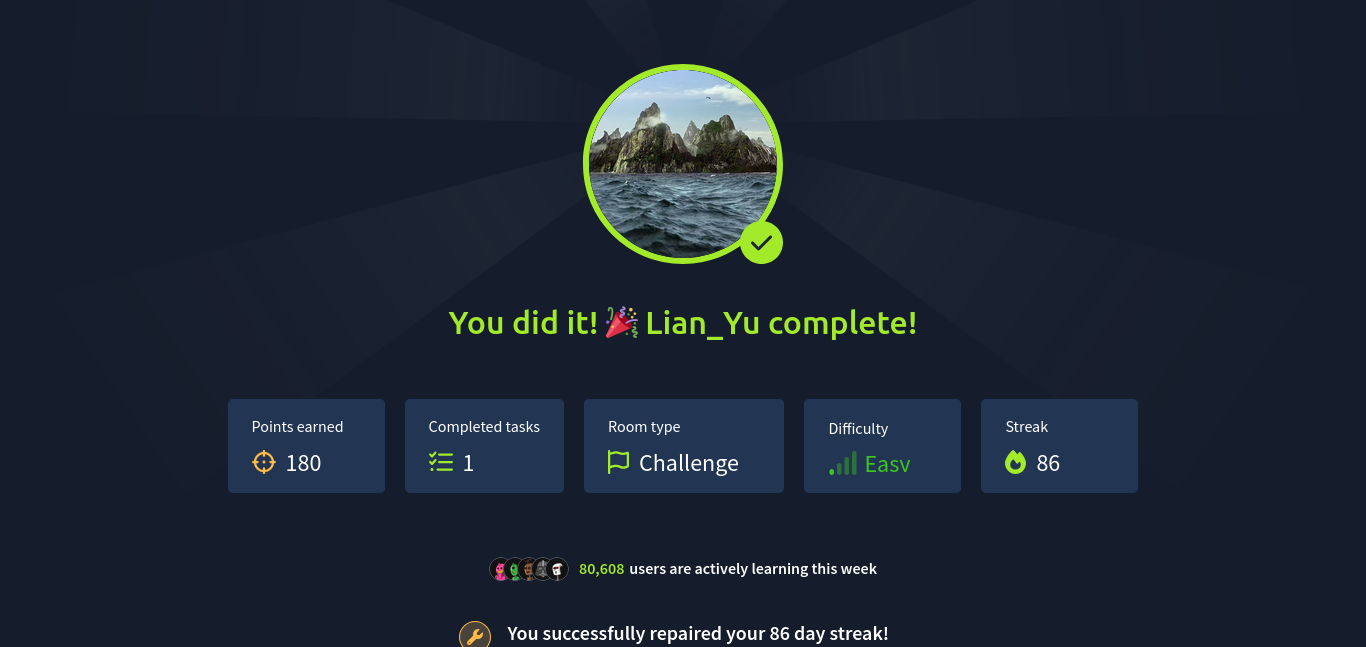 You did it! 🎉 Lian_Yu complete!
Points earned
180
Completed tasks
1
Room type
Challenge
Difficulty
Easy
Streak
86
80,608 users are actively learning this week
You successfully repaired your 86 day streak!